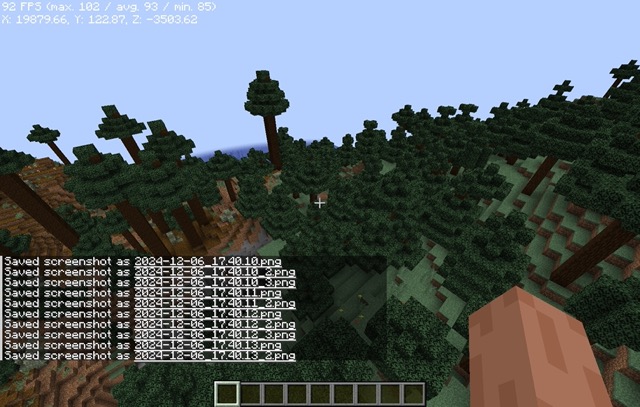 92 FPS (max. 102 / avg. 93 / min. 85)
X: 19879.66, Y: 122.87, Z: -3503.62
Saved screenshot as 2024-12-06_17.40.10.png
Saved screenshot as 2024-12-06_17.40.10_2.png
Saved screenshot as 2024-12-06_17.40.10_3.png
Saved screenshot as 2024-12-06_17.40.11.png
Saved screenshot as 2024-12-06_17.40.11_2.png
Saved screenshot as 2024-12-06_17.40.12.png
Saved screenshot as 2024-12-06_17.40.12_2.png
Saved screenshot as 2024-12-06_17.40.12_3.png
Saved screenshot as 2024-12-06_17.40.13.png
Saved screenshot as 2024-12-06_17.40.13_2.png